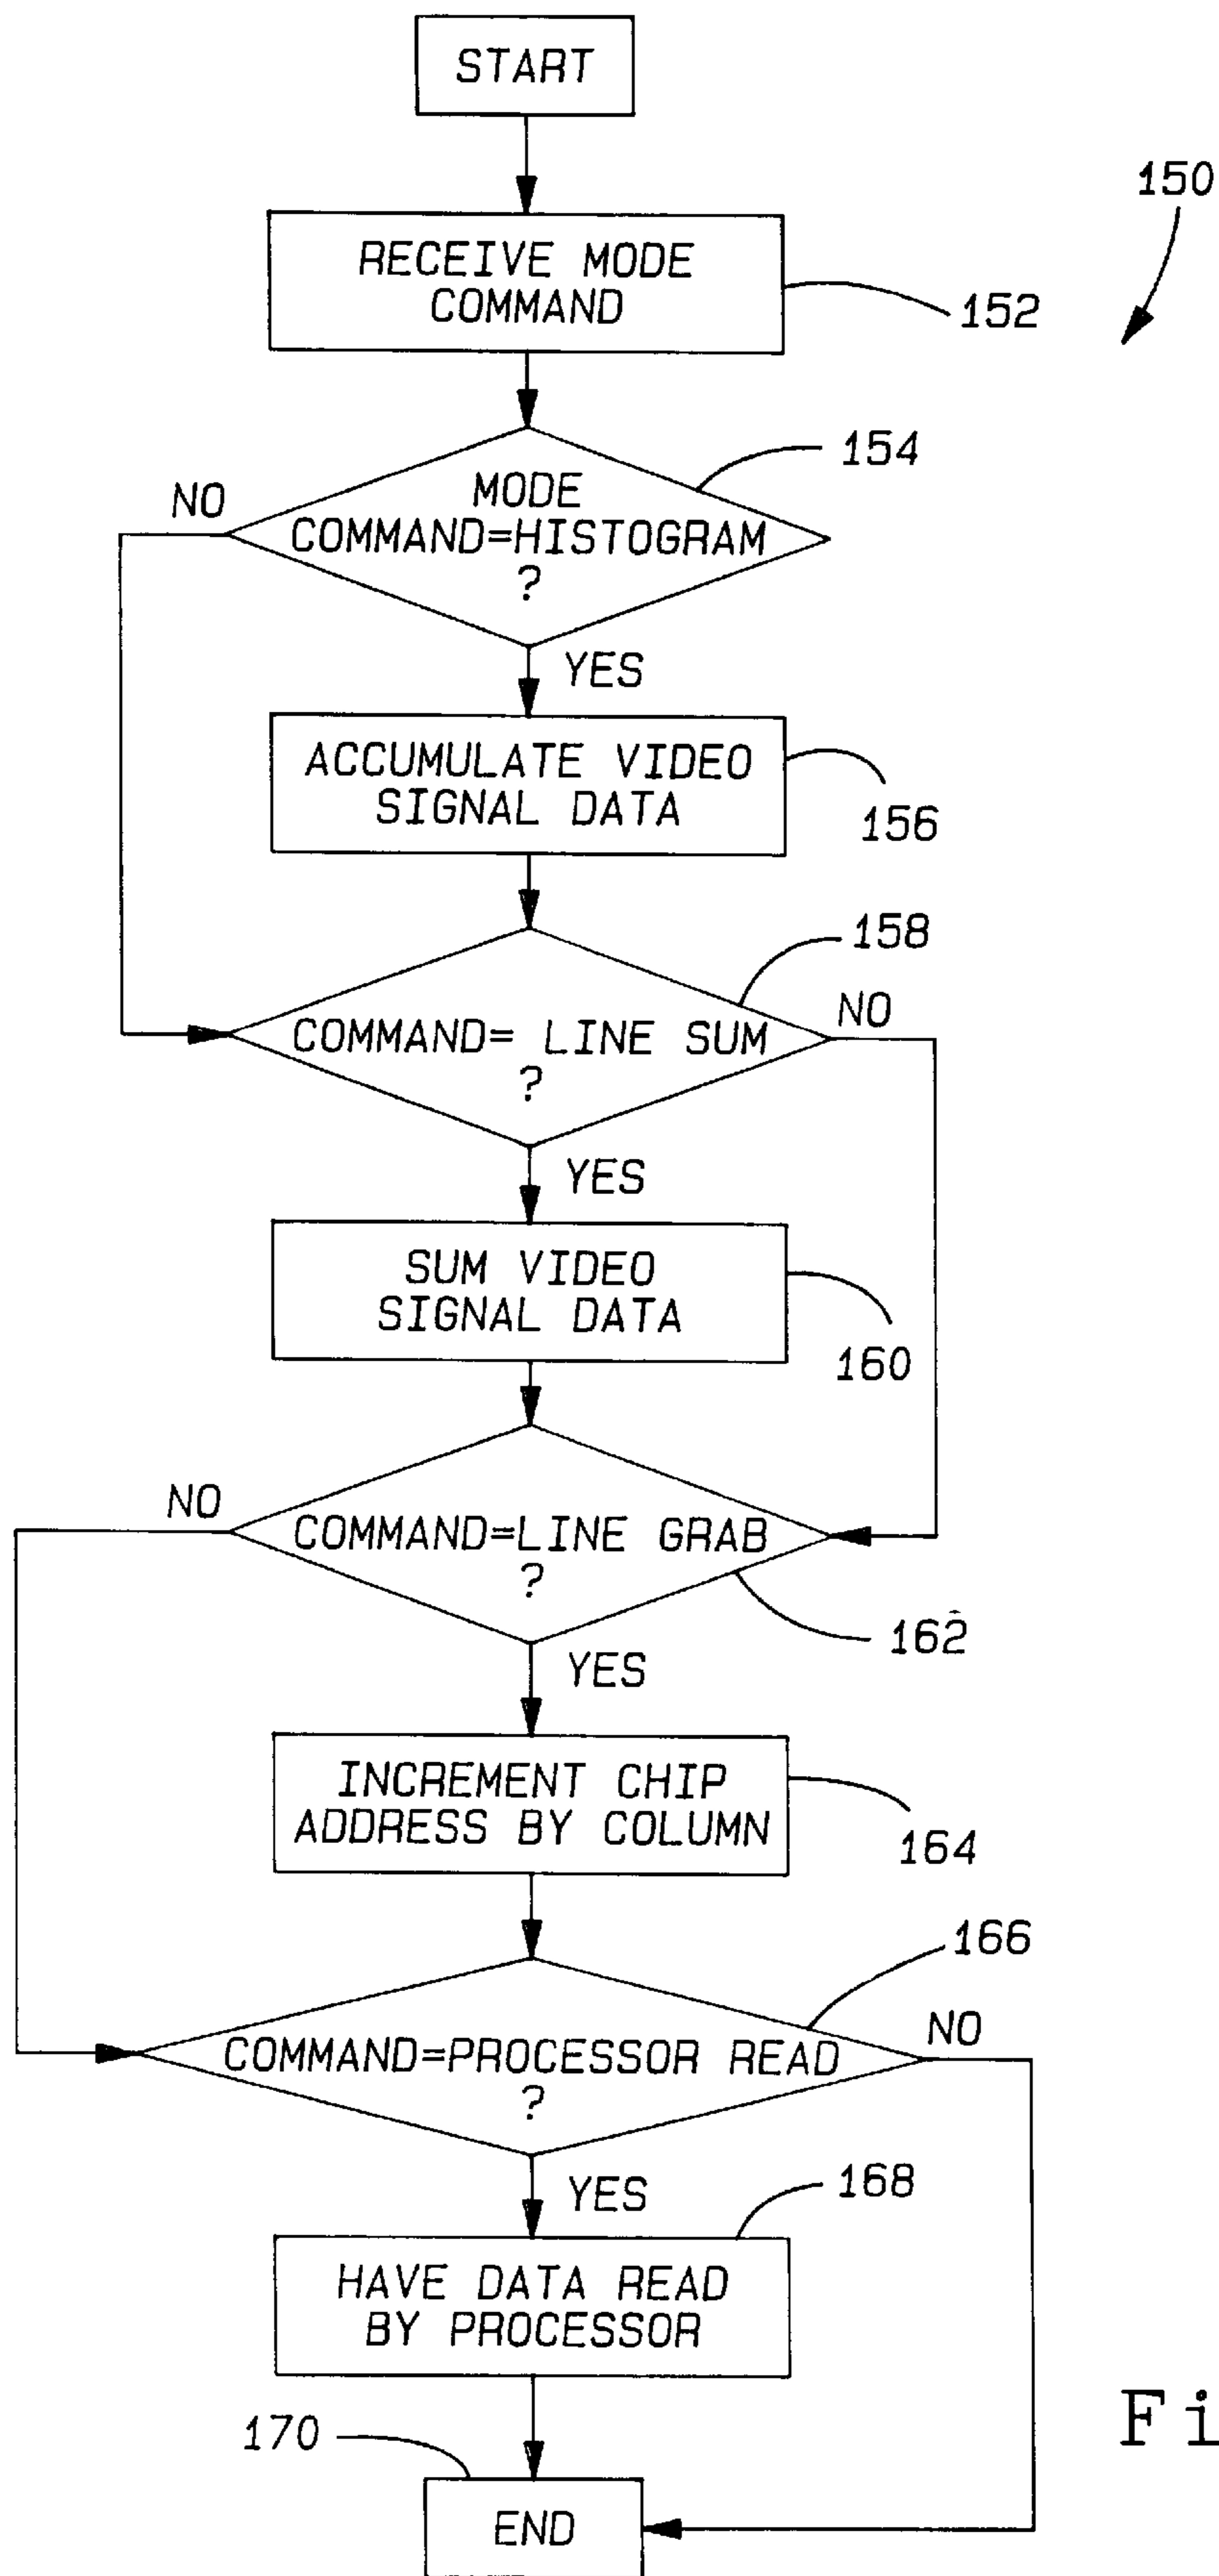 START
150
RECEIVE MODE
COMMAND
152
154
NO
MODE
COMMAND=HISTOGRAM
?
YES
ACCUMULATE VIDEO
SIGNAL DATA
156
158
NO
COMMAND= LINE SUM
?
YES
SUM VIDEO
SIGNAL DATA
160
NO
COMMAND=LINE GRAB
?
162
YES
INCREMENT CHIP
ADDRESS BY COLUMN
164
166
NO
COMMAND=PROCESSOR READ
?
YES
168
HAVE DATA READ
BY PROCESSOR
170
END
Fi